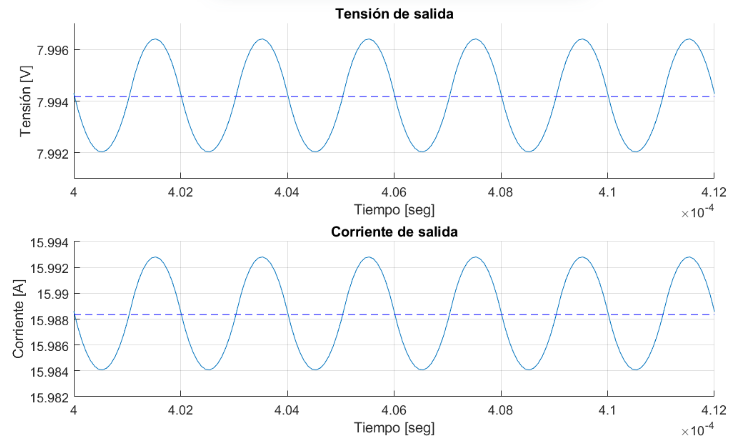 Tensión de salida
Tensión [V]
7.996
7.994
7.992
4 4.02 4.04 4.06 4.08 4.1 4.12
Tiempo [seg]
×10-4
Corriente de salida
Corriente [A]
15.994
15.992
15.99
15.988
15.986
15.984
15.982
4 4.02 4.04 4.06 4.08 4.1 4.12
Tiempo [seg]
×10-4